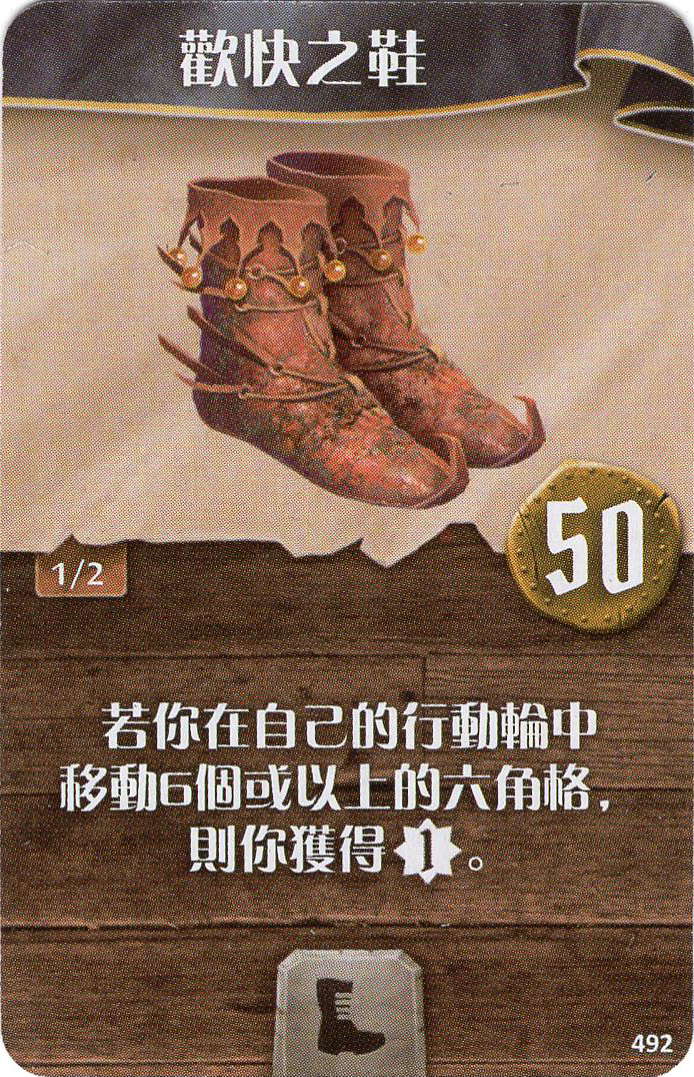 歡快之鞋
50
1/2
若你在自己的行動輪中
移動6個或以上的六角格，
則你獲得 1 。
492